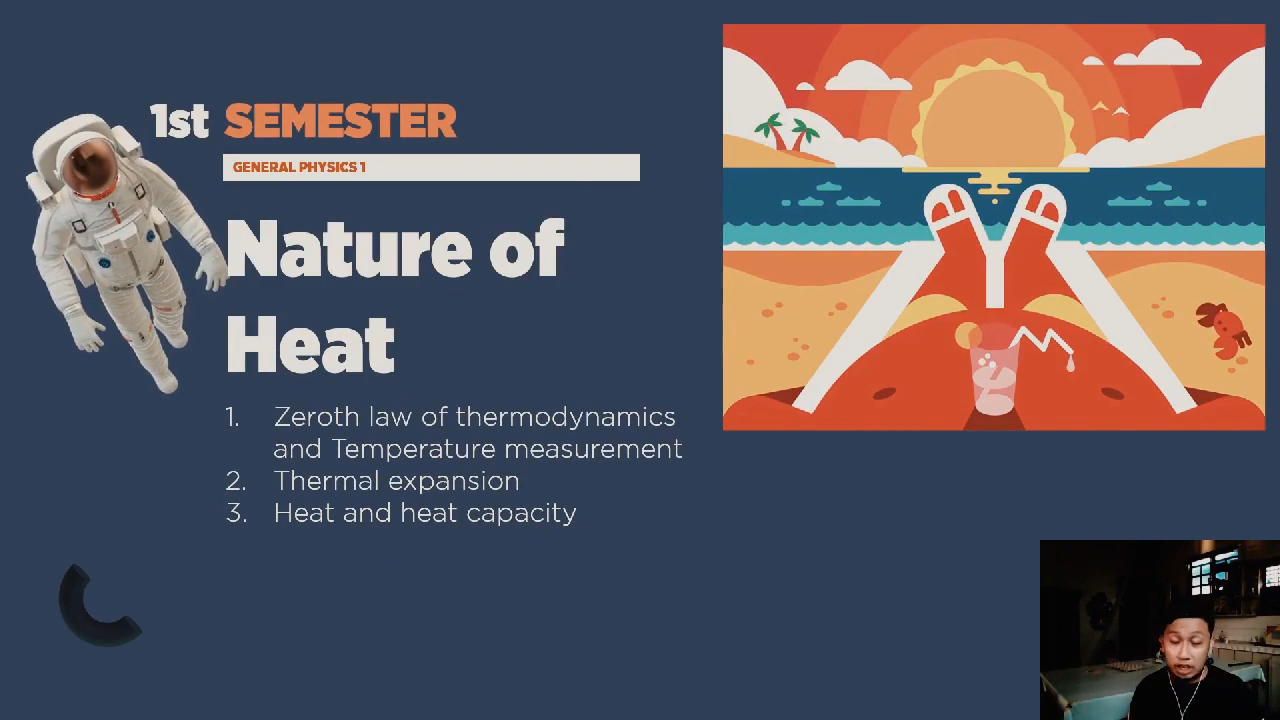 1st SEMESTER
GENERAL PHYSICS 1
Nature of
Heat
1. Zeroth law of thermodynamics
and Temperature measurement
2. Thermal expansion
3. Heat and heat capacity